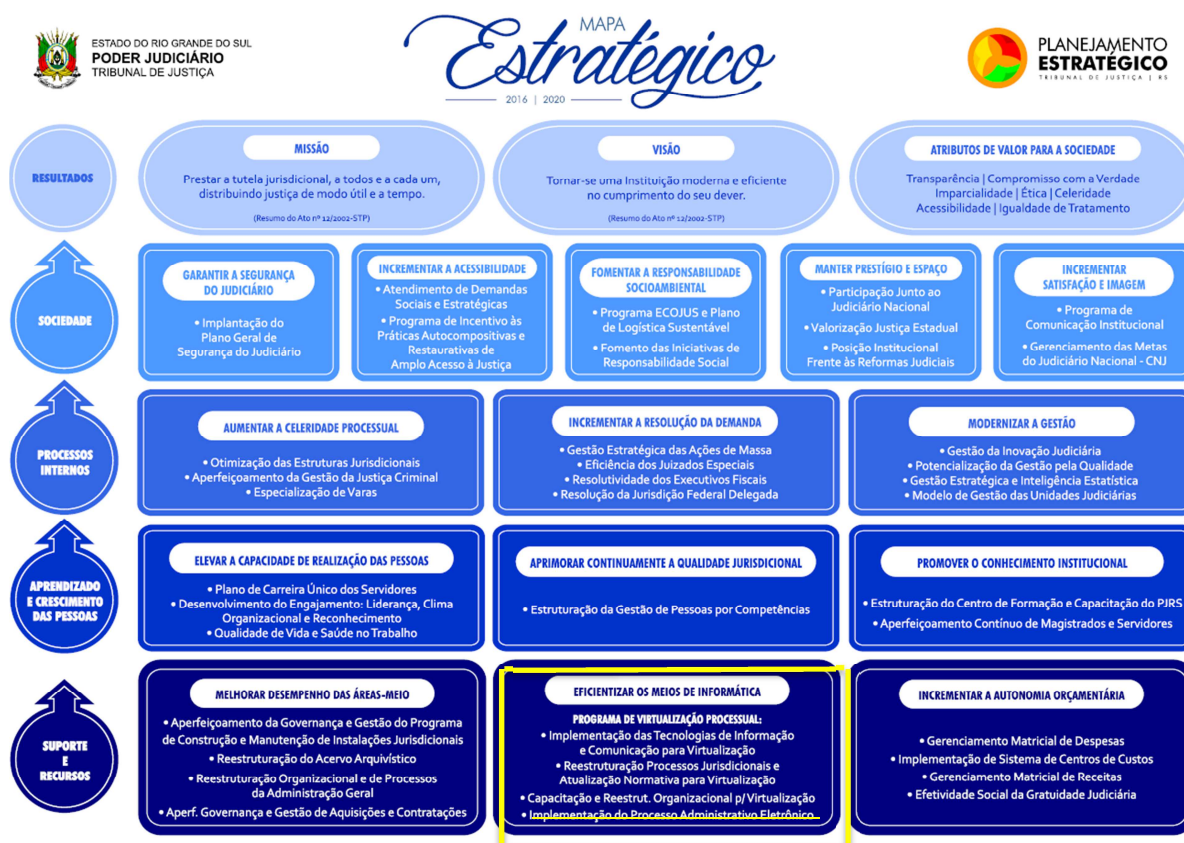 ESTADO DO RIO GRANDE DO SUL
PODER JUDICIÁRIO
TRIBUNAL DE JUSTIÇA
MAPA
Estratégico
2016 | 2020
PLANEJAMENTO
ESTRATÉGICO
TRIBUNAL DE JUSTIÇA | RS
RESULTADOS
MISSÃO
Prestar a tutela jurisdicional, a todos e a cada um,
distribuindo justiça de modo útil e a tempo.
(Resumo do Ato nº 12/2002-STP)
VISÃO
Tornar-se uma Instituição moderna e eficiente
no cumprimento do seu dever.
(Resumo do Ato nº 12/2002-STP)
ATRIBUTOS DE VALOR PARA A SOCIEDADE
Transparência | Compromisso com a Verdade
Imparcialidade | Ética | Celeridade
Acessibilidade | Igualdade de Tratamento
SOCIEDADE
GARANTIR A SEGURANÇA
DO JUDICIÁRIO
• Implantação do
Plano Geral de
Segurança do Judiciário
INCREMENTAR A ACESSIBILIDADE
• Atendimento de Demandas
Sociais e Estratégicas
• Programa de Incentivo às
Práticas Autocompositivas e
Restaurativas de
Amplo Acesso à Justiça
FOMENTAR A RESPONSABILIDADE
SOCIOAMBIENTAL
• Programa ECOJUS e Plano
de Logística Sustentável
• Fomento das Iniciativas de
Responsabilidade Social
MANTER PRESTÍGIO E ESPAÇO
• Participação Junto ao
Judiciário Nacional
• Valorização Justiça Estadual
• Posição Institucional
Frente às Reformas Judiciais
INCREMENTAR
SATISFAÇÃO E IMAGEM
• Programa de
Comunicação Institucional
• Gerenciamento das Metas
do Judiciário Nacional - CNJ
PROCESSOS
INTERNOS
AUMENTAR A CELERIDADE PROCESSUAL
• Otimização das Estruturas Jurisdicionais
• Aperfeiçoamento da Gestão da Justiça Criminal
• Especialização de Varas
INCREMENTAR A RESOLUÇÃO DA DEMANDA
• Gestão Estratégica das Ações de Massa
• Eficiência dos Juizados Especiais
• Resolutividade dos Executivos Fiscais
• Resolução da Jurisdição Federal Delegada
MODERNIZAR A GESTÃO
• Gestão da Inovação Judiciária
• Potencialização da Gestão pela Qualidade
• Gestão Estratégica e Inteligência Estatística
• Modelo de Gestão das Unidades Judiciárias
APRENDIZADO
E CRESCIMENTO
DAS PESSOAS
ELEVAR A CAPACIDADE DE REALIZAÇÃO DAS PESSOAS
• Plano de Carreira Único dos Servidores
• Desenvolvimento do Engajamento: Liderança, Clima
Organizacional e Reconhecimento
• Qualidade de Vida e Saúde no Trabalho
APRIMORAR CONTINUAMENTE A QUALIDADE JURISDICIONAL
• Estruturação da Gestão de Pessoas por Competências
PROMOVER O CONHECIMENTO INSTITUCIONAL
• Estruturação do Centro de Formação e Capacitação do PJRS
• Aperfeiçoamento Contínuo de Magistrados e Servidores
SUPORTE
E
RECURSOS
MELHORAR DESEMPENHO DAS ÁREAS-MEIO
• Aperfeiçoamento da Governança e Gestão do Programa
de Construção e Manutenção de Instalações Jurisdicionais
• Reestruturação do Acervo Arquivístico
• Reestruturação Organizacional e de Processos
da Administração Geral
• Aperf. Governança e Gestão de Aquisições e Contratações
EFICIENTIZAR OS MEIOS DE INFORMÁTICA
PROGRAMA DE VIRTUALIZAÇÃO PROCESSUAL:
• Implementação das Tecnologias de Informação
e Comunicação para Virtualização
• Reestruturação Processos Jurisdicionais e
Atualização Normativa para Virtualização
• Capacitação e Reestrut. Organizacional p/ Virtualização
• Implementação do Processo Administrativo Eletrônico
INCREMENTAR A AUTONOMIA ORÇAMENTÁRIA
• Gerenciamento Matricial de Despesas
• Implementação de Sistema de Centros de Custos
• Gerenciamento Matricial de Receitas
• Efetividade Social da Gratuidade Judiciária